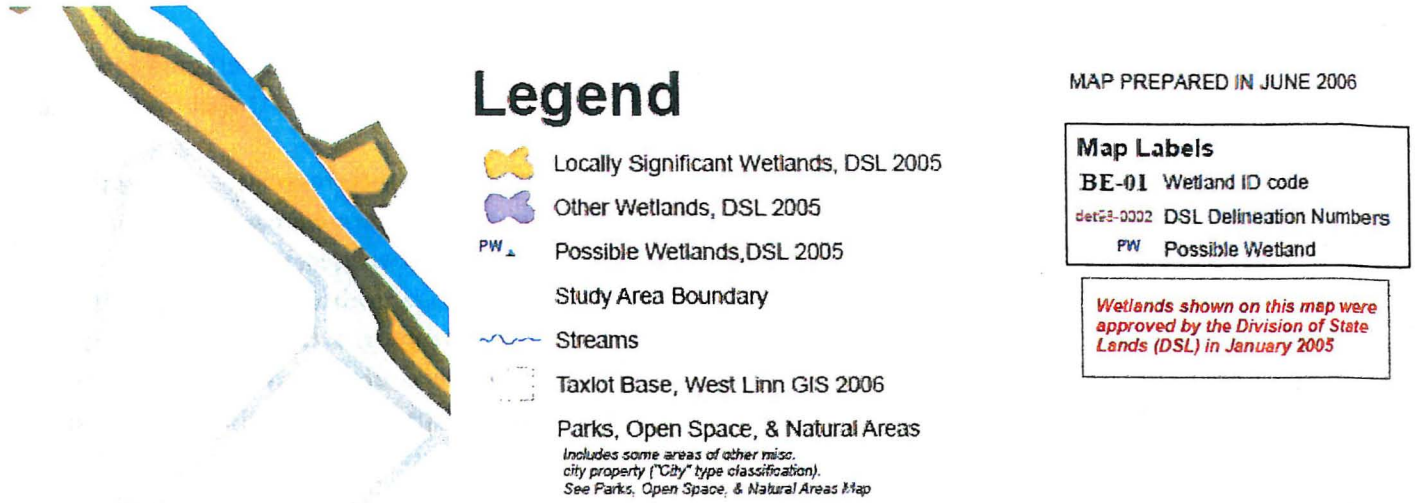 Legend
Locally Significant Wetlands, DSL 2005
Other Wetlands, DSL 2005
PW Possible Wetlands,DSL 2005
Study Area Boundary
Streams
Taxlot Base, West Linn GIS 2006
Parks, Open Space, & Natural Areas
Includes some areas of other misc.
city property ("City" type classification).
See Parks, Open Space, & Natural Areas Map
MAP PREPARED IN JUNE 2006
Map Labels
BE-01 Wetland ID code
DSL Delineation Numbers
PW Possible Wetland
Wetlands shown on this map were
approved by the Division of State
Lands (DSL) in January 2005